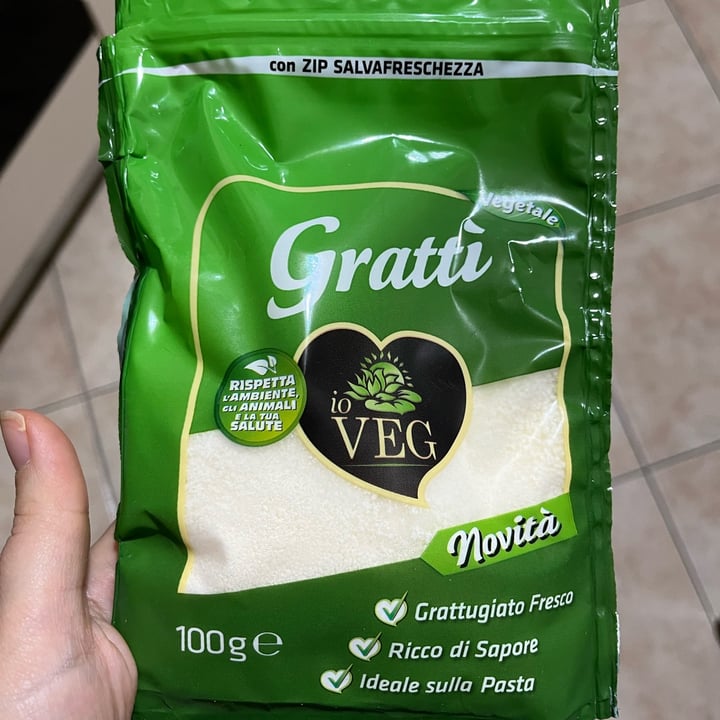 con ZIP SALVAFRESCHEZZA
Vegetale
Grattì
RISPETTA
L'AMBIENTE,
GLI ANIMALI
E LA TUA
SALUTE
io
VEG
Novità
Grattugiato Fresco
Ricco di Sapore
Ideale sulla Pasta
100g℮